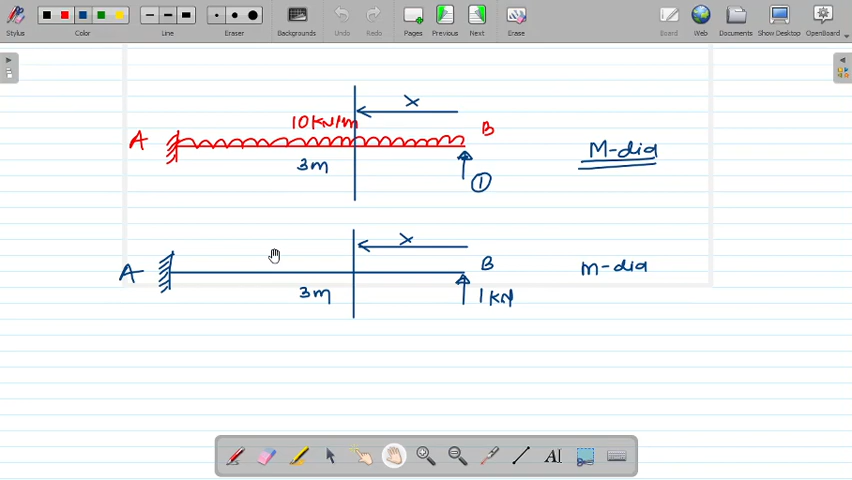 Stylus
Color
Line
Eraser
Backgrounds
Undo
Redo
Pages
Previous
Next
Erase
Board
Web
Documents
Show Desktop
OpenBoard
x
10 KN/m
A
B
3m
M-dia
1
x
A
B
3m
1 KN
m-dia
AI